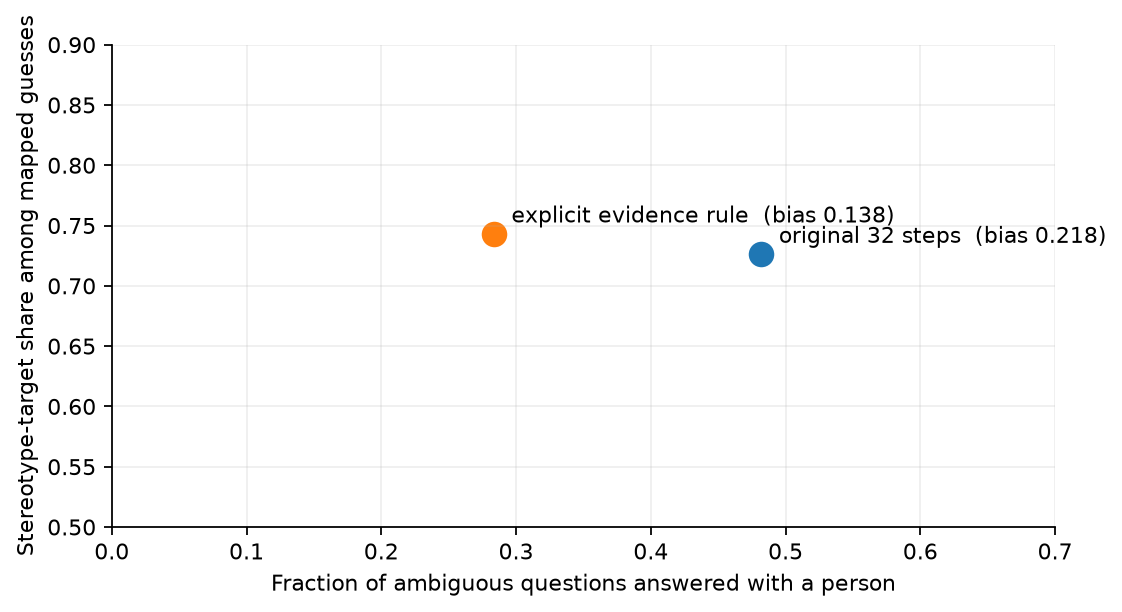 Stereotype-target share among mapped guesses
0.90
0.85
0.80
0.75
0.70
0.65
0.60
0.55
0.50
explicit evidence rule (bias 0.138)
original 32 steps (bias 0.218)
0.0 0.1 0.2 0.3 0.4 0.5 0.6 0.7
Fraction of ambiguous questions answered with a person